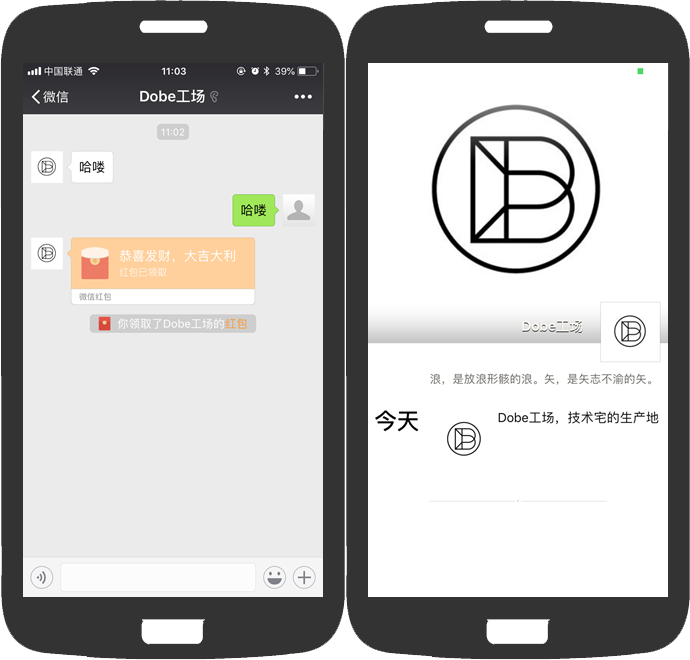 中国联通
11:03
39%
微信
Dobe工场
11:02
哈喽
哈喽
恭喜发财，大吉大利
红包已领取
微信红包
你领取了Dobe工场的红包
Dobe工场
浪，是放浪形骸的浪。矢，是矢志不渝的矢。
今天
Dobe工场，技术宅的生产地